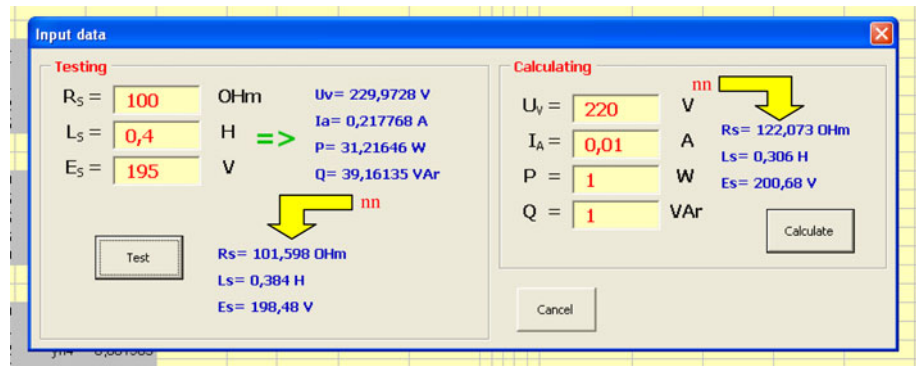 Input data
Testing
RS = 100 OHm
LS = 0,4 H
ES = 195 V
=>
Uv= 229,9728 V
Ia= 0,217768 A
P= 31,21646 W
Q= 39,16135 VAr
nn
Test
Rs= 101,598 OHm
Ls= 0,384 H
Es= 198,48 V
Calculating
UV = 220 V
IA = 0,01 A
P = 1 W
Q = 1 VAr
nn
Rs= 122,073 OHm
Ls= 0,306 H
Es= 200,68 V
Calculate
Cancel